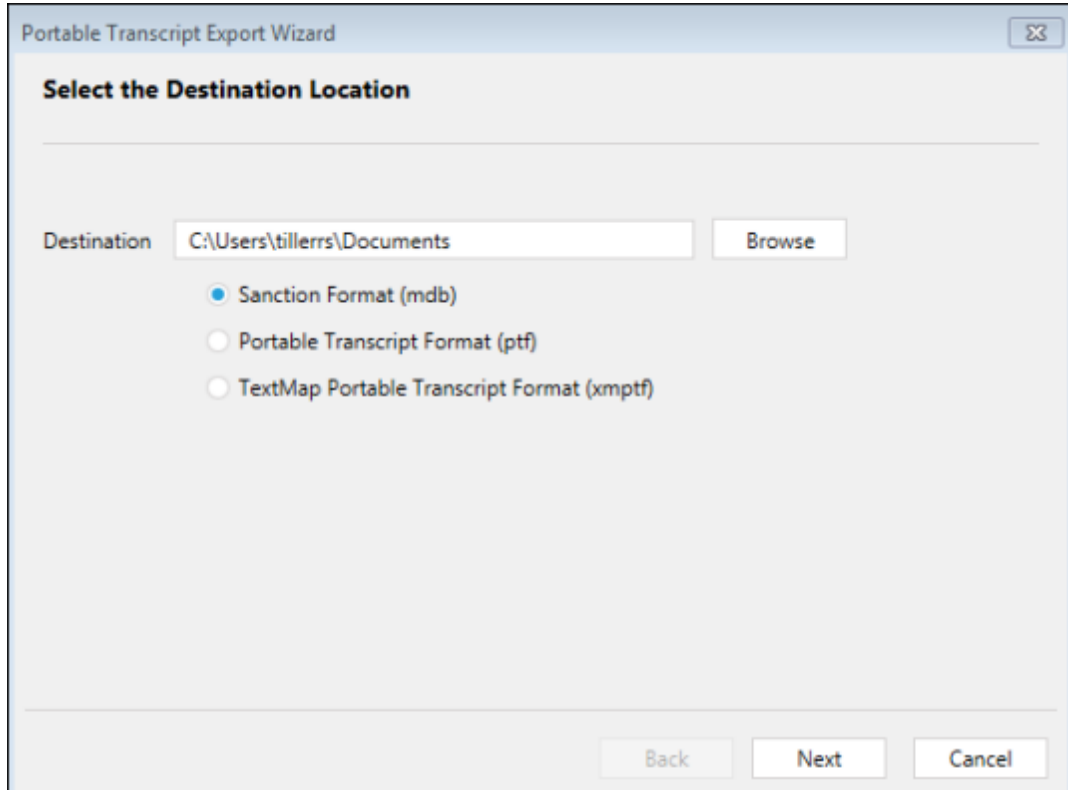 Portable Transcript Export Wizard
Select the Destination Location
Destination C:\Users\tillerrs\Documents Browse
Sanction Format (mdb)
Portable Transcript Format (ptf)
TextMap Portable Transcript Format (xmptf)
Back Next Cancel